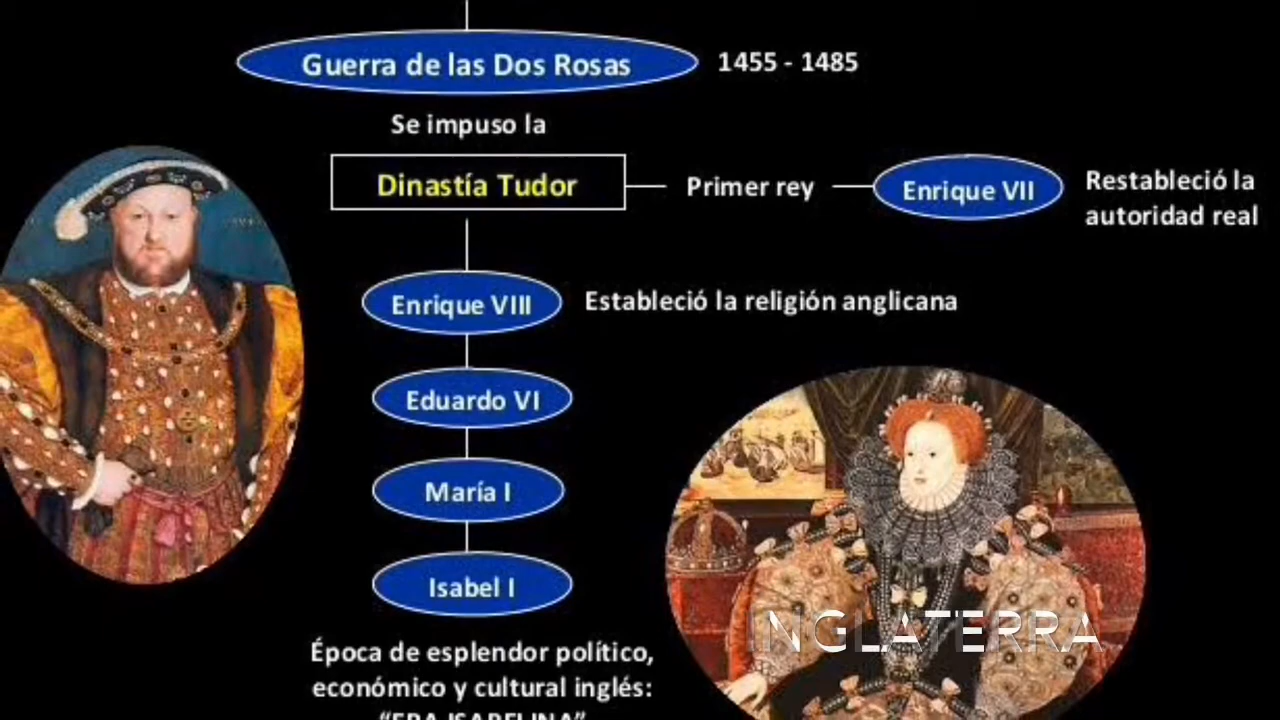 Guerra de las Dos Rosas
1455 - 1485
Se impuso la
Dinastía Tudor
Primer rey
Enrique VII
Restableció la
autoridad real
Enrique VIII
Estableció la religión anglicana
Eduardo VI
María I
Isabel I
Época de esplendor político,
económico y cultural inglés:
“ERA ISABELINA”
INGLATERRA